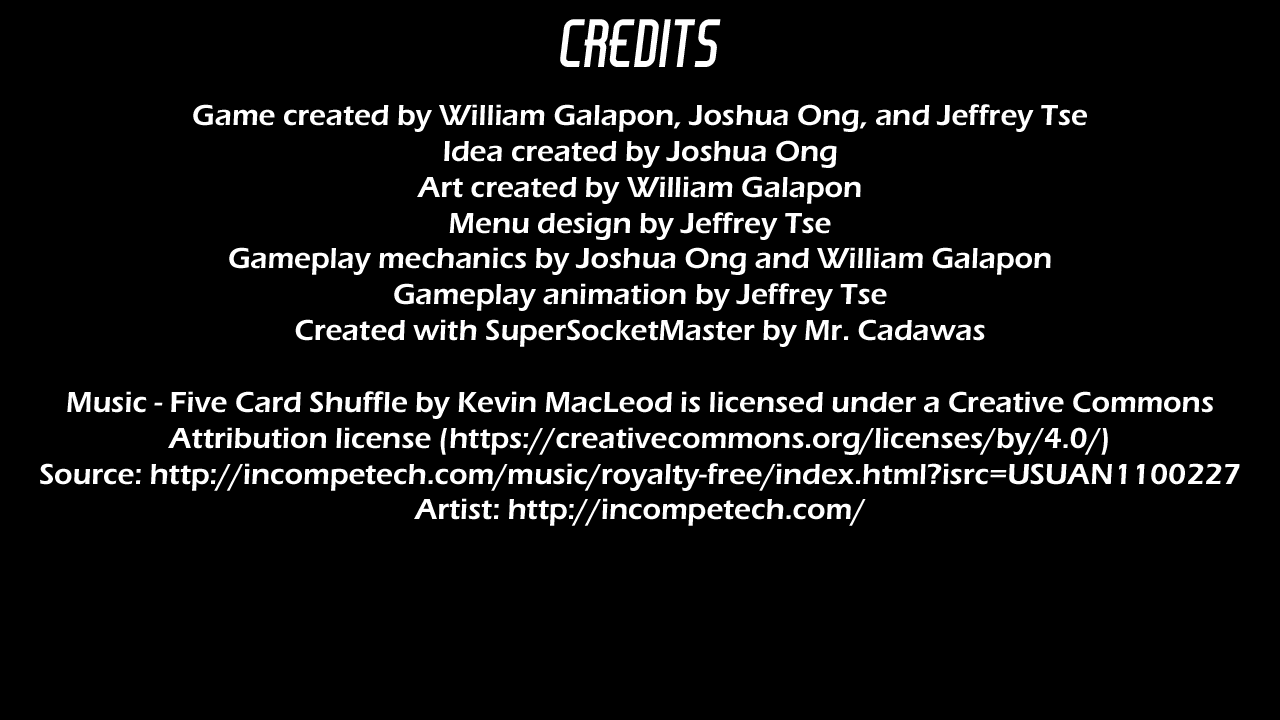 CREDITS
Game created by William Galapon, Joshua Ong, and Jeffrey Tse
Idea created by Joshua Ong
Art created by William Galapon
Menu design by Jeffrey Tse
Gameplay mechanics by Joshua Ong and William Galapon
Gameplay animation by Jeffrey Tse
Created with SuperSocketMaster by Mr. Cadawas
Music - Five Card Shuffle by Kevin MacLeod is licensed under a Creative Commons
Attribution license (https://creativecommons.org/licenses/by/4.0/)
Source: http://incompetech.com/music/royalty-free/index.html?isrc=USUAN1100227
Artist: http://incompetech.com/